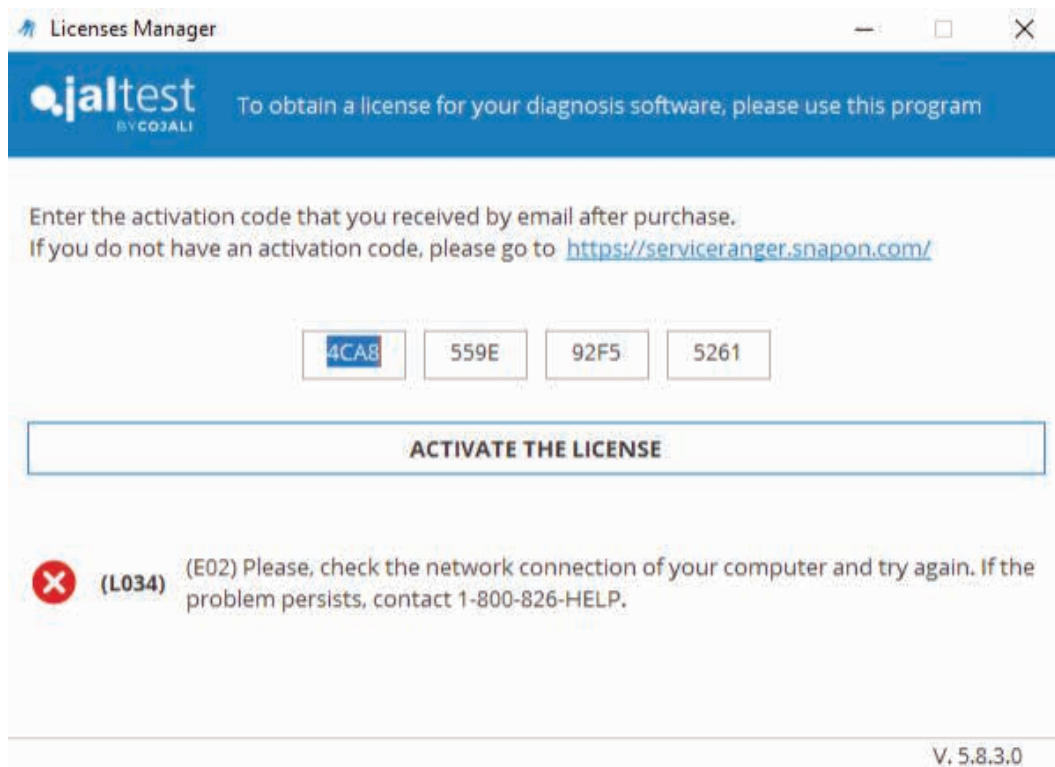 Licenses Manager
jaltest
BY COJALI
To obtain a license for your diagnosis software, please use this program
Enter the activation code that you received by email after purchase.
If you do not have an activation code, please go to https://serviceranger.snapon.com/
4CA8 559E 92F5 5261
ACTIVATE THE LICENSE
(L034) (E02) Please, check the network connection of your computer and try again. If the
problem persists, contact 1-800-826-HELP.
V. 5.8.3.0